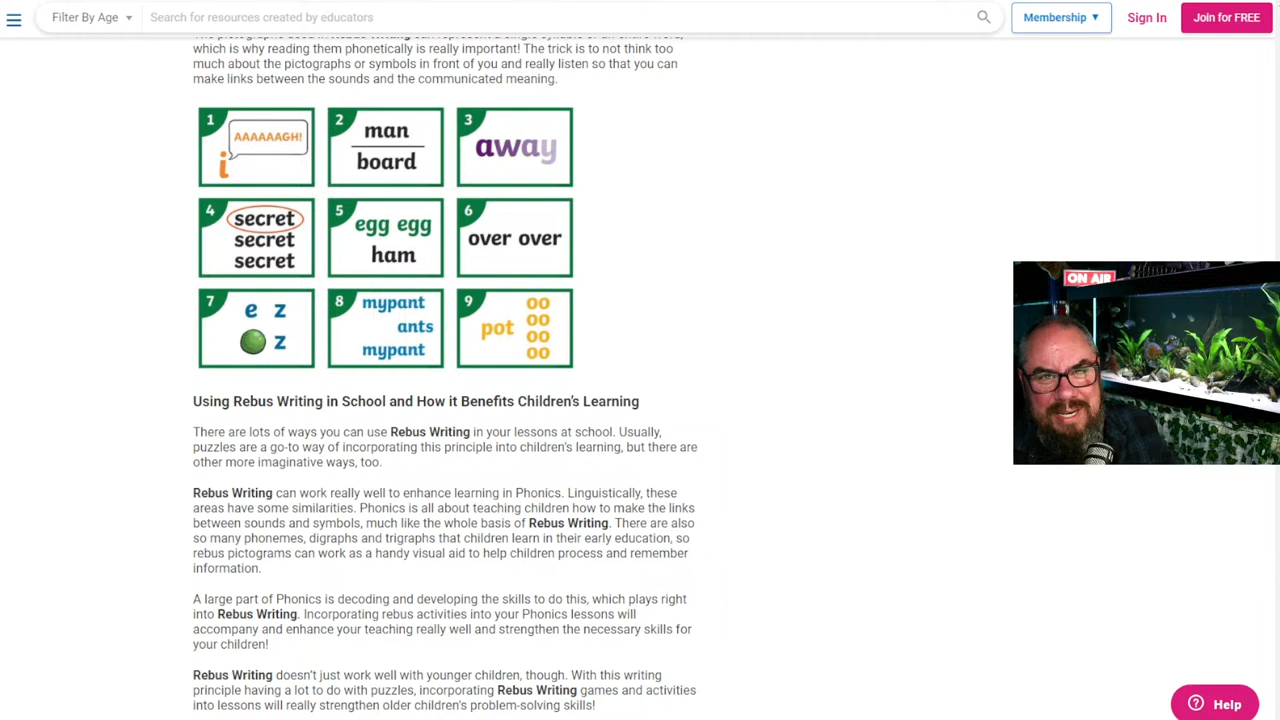 Filter By Age
Search for resources created by educators
Membership
Sign In
Join for FREE
which is why reading them phonetically is really important! The trick is to not think too
much about the pictographs or symbols in front of you and really listen so that you can
make links between the sounds and the communicated meaning.
1
AAAAAAGH!
i
2
man
board
3
away
4
secret
secret
secret
5
egg egg
ham
6
over over
7
e z
z
8
mypant
ants
mypant
9
pot
oo
oo
oo
oo
ON AIR
Using Rebus Writing in School and How it Benefits Children's Learning
There are lots of ways you can use Rebus Writing in your lessons at school. Usually,
puzzles are a go-to way of incorporating this principle into children's learning, but there are
other more imaginative ways, too.
Rebus Writing can work really well to enhance learning in Phonics. Linguistically, these
areas have some similarities. Phonics is all about teaching children how to make the links
between sounds and symbols, much like the whole basis of Rebus Writing. There are also
so many phonemes, digraphs and trigraphs that children learn in their early education, so
rebus pictograms can work as a handy visual aid to help children process and remember
information.
A large part of Phonics is decoding and developing the skills to do this, which plays right
into Rebus Writing. Incorporating rebus activities into your Phonics lessons will
accompany and enhance your teaching really well and strengthen the necessary skills for
your children!
Rebus Writing doesn't just work well with younger children, though. With this writing
principle having a lot to do with puzzles, incorporating Rebus Writing games and activities
into lessons will really strengthen older children's problem-solving skills!
Help